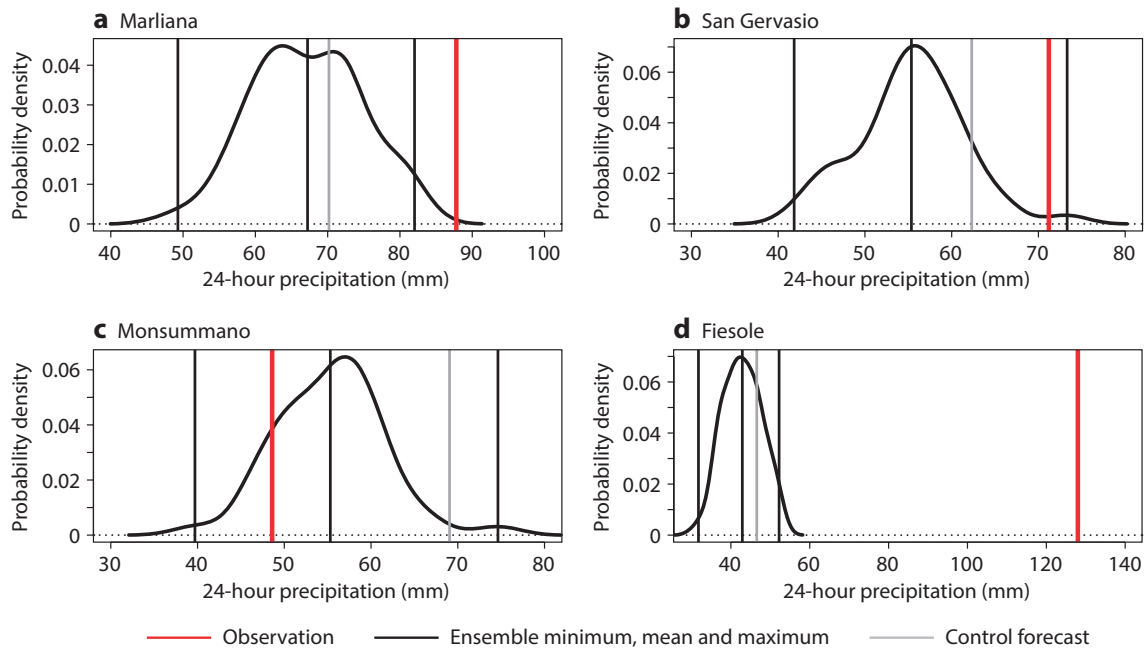 a Marliana
Probability density
0.04
0.03
0.02
0.01
0
40 50 60 70 80 90 100
24-hour precipitation (mm)
b San Gervasio
Probability density
0.06
0.04
0.02
0
30 40 50 60 70 80
24-hour precipitation (mm)
c Monsummano
Probability density
0.06
0.04
0.02
0
30 40 50 60 70 80
24-hour precipitation (mm)
d Fiesole
Probability density
0.06
0.04
0.02
0
40 60 80 100 120 140
24-hour precipitation (mm)
Observation Ensemble minimum, mean and maximum Control forecast